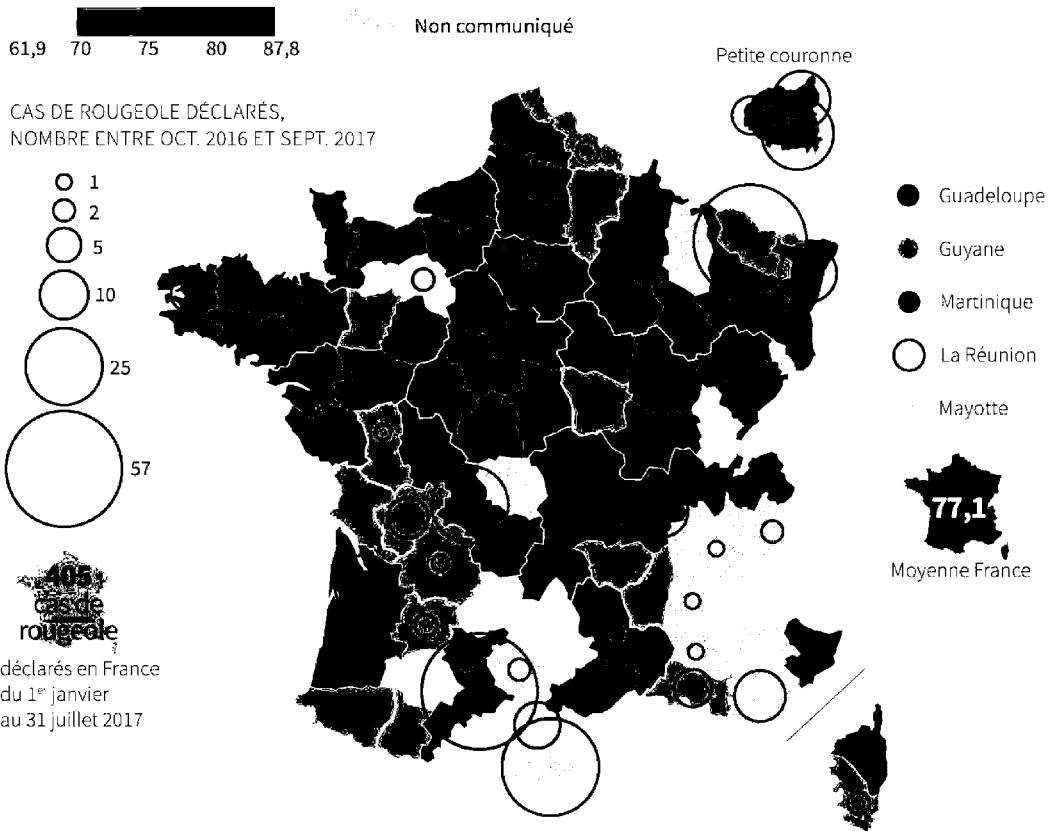 61,9 70 75 80 87,8
Non communiqué
Petite couronne
CAS DE ROUGEOLE DÉCLARÉS,
NOMBRE ENTRE OCT. 2016 ET SEPT. 2017
1
2
5
10
25
57
Guadeloupe
Guyane
Martinique
La Réunion
Mayotte
77,1
Moyenne France
405
cas de
rougeole
déclarés en France
du 1er janvier
au 31 juillet 2017